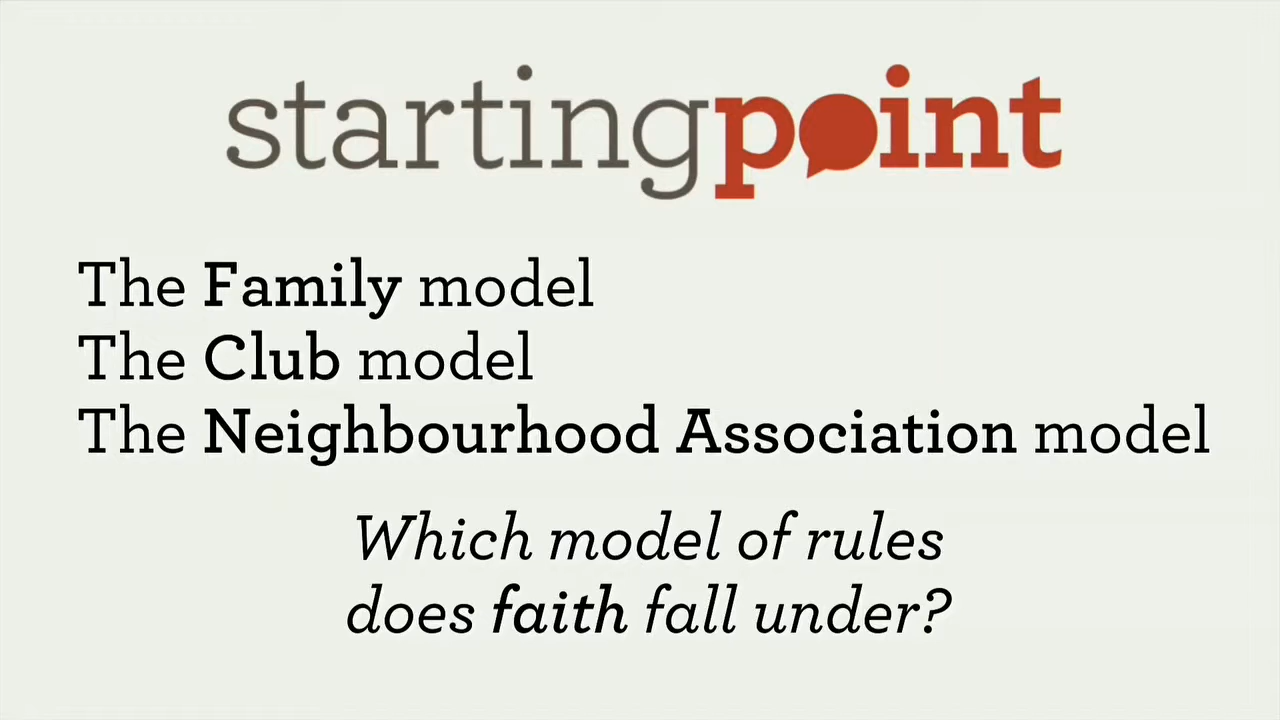 startingpoint
The Family model
The Club model
The Neighbourhood Association model
Which model of rules
does faith fall under?